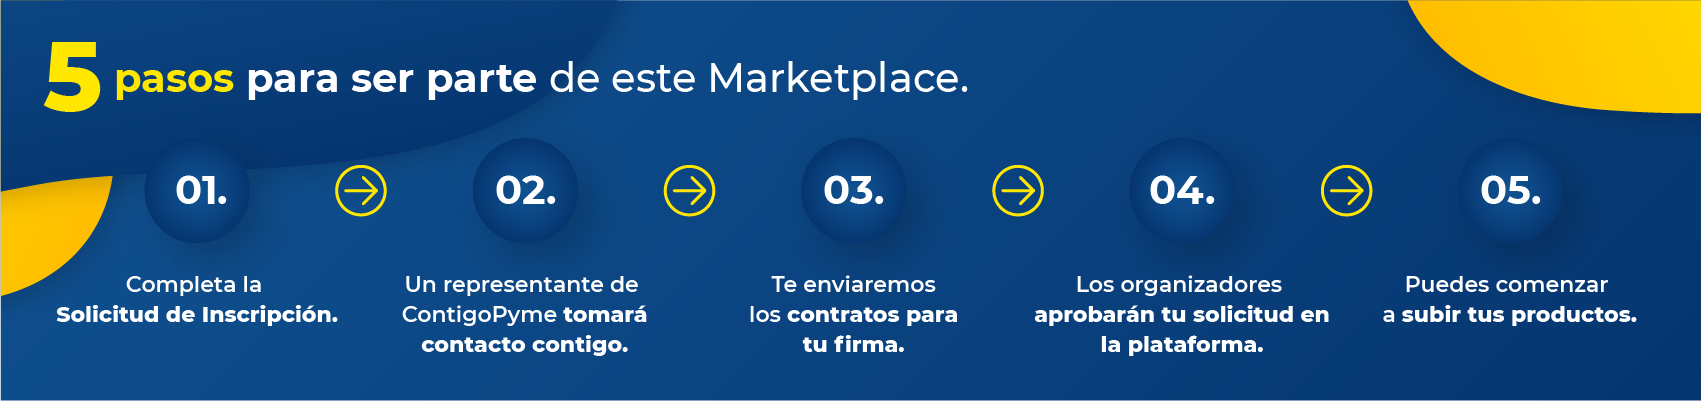 5 pasos para ser parte de este Marketplace.
01.
Completa la
Solicitud de Inscripción.
02.
Un representante de
ContigoPyme tomará
contacto contigo.
03.
Te enviaremos
los contratos para
tu firma.
04.
Los organizadores
aprobarán tu solicitud en
la plataforma.
05.
Puedes comenzar
a subir tus productos.